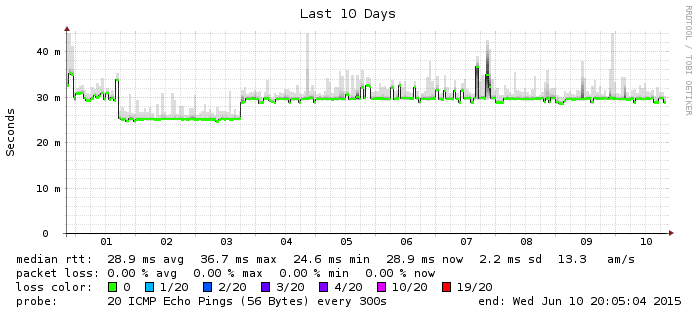 Last 10 Days
RRDTOOL / TOBI OETIKER
Seconds
40 m
30 m
20 m
10 m
0
01 02 03 04 05 06 07 08 09 10
median rtt: 28.9 ms avg 36.7 ms max 24.6 ms min 28.9 ms now 2.2 ms sd 13.3 am/s
packet loss: 0.00 % avg 0.00 % max 0.00 % min 0.00 % now
loss color: 0 1/20 2/20 3/20 4/20 10/20 19/20
probe: 20 ICMP Echo Pings (56 Bytes) every 300s end: Wed Jun 10 20:05:04 2015